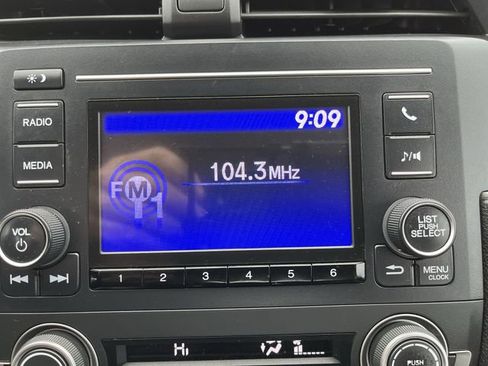 9:09
RADIO
MEDIA
104.3MHz
FM
1
VOL
LIST
PUSH
SELECT
MENU
CLOCK
1 2 3 4 5 6
Hi
PUSH